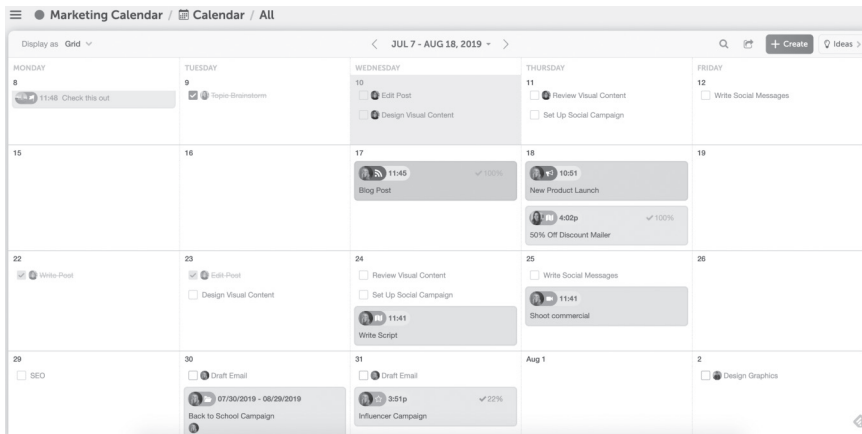 Marketing Calendar / Calendar / All
Display as Grid
JUL 7 - AUG 18, 2019
+ Create
Ideas
MONDAY TUESDAY WEDNESDAY THURSDAY FRIDAY
8
11:46 Check this out
9
Topic Brainstorm
10
Edit Post
Design Visual Content
11
Review Visual Content
Set Up Social Campaign
12
Write Social Messages
15
16
17
11:45 100%
Blog Post
18
10:51
New Product Launch
4:02p 100%
50% Off Discount Mailer
19
22
Write Post
23
Edit Post
Design Visual Content
24
Review Visual Content
Set Up Social Campaign
11:41
Write Script
25
Write Social Messages
11:41
Shoot commercial
26
29
SEO
30
Draft Email
07/30/2019 - 08/29/2019
Back to School Campaign
31
Draft Email
3:51p 22%
Influencer Campaign
Aug 1
2
Design Graphics